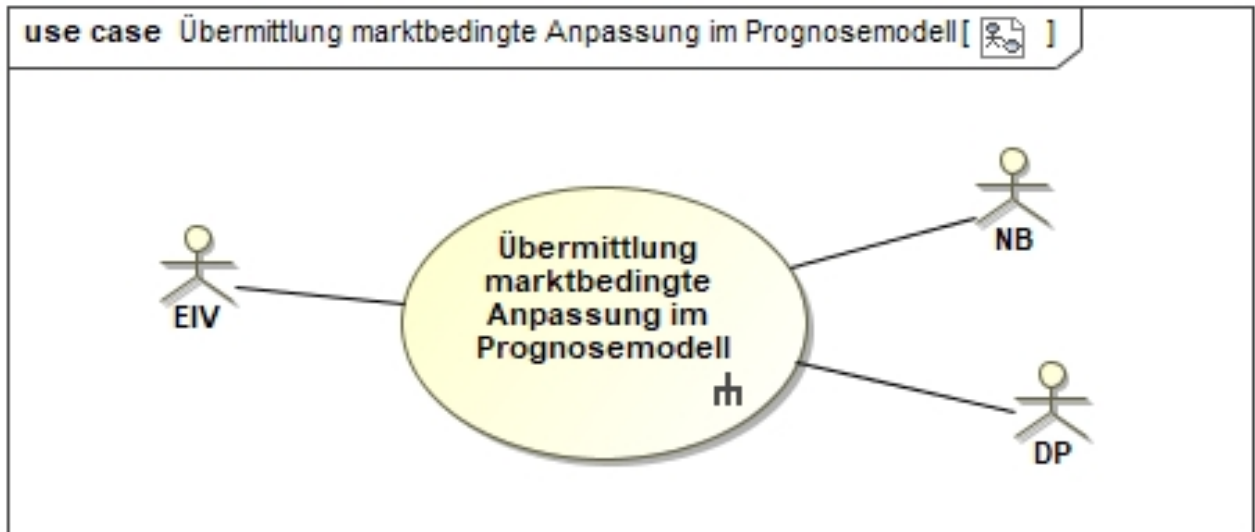 use case Übermittlung marktbedingte Anpassung im Prognosemodell[ ]
NB
Übermittlung
marktbedingte
Anpassung im
Prognosemodell
EIV
DP